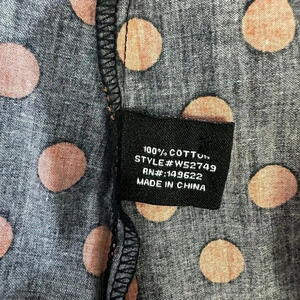 100% COTTON
STYLE#W52749
RN#:149622
MADE IN CHINA